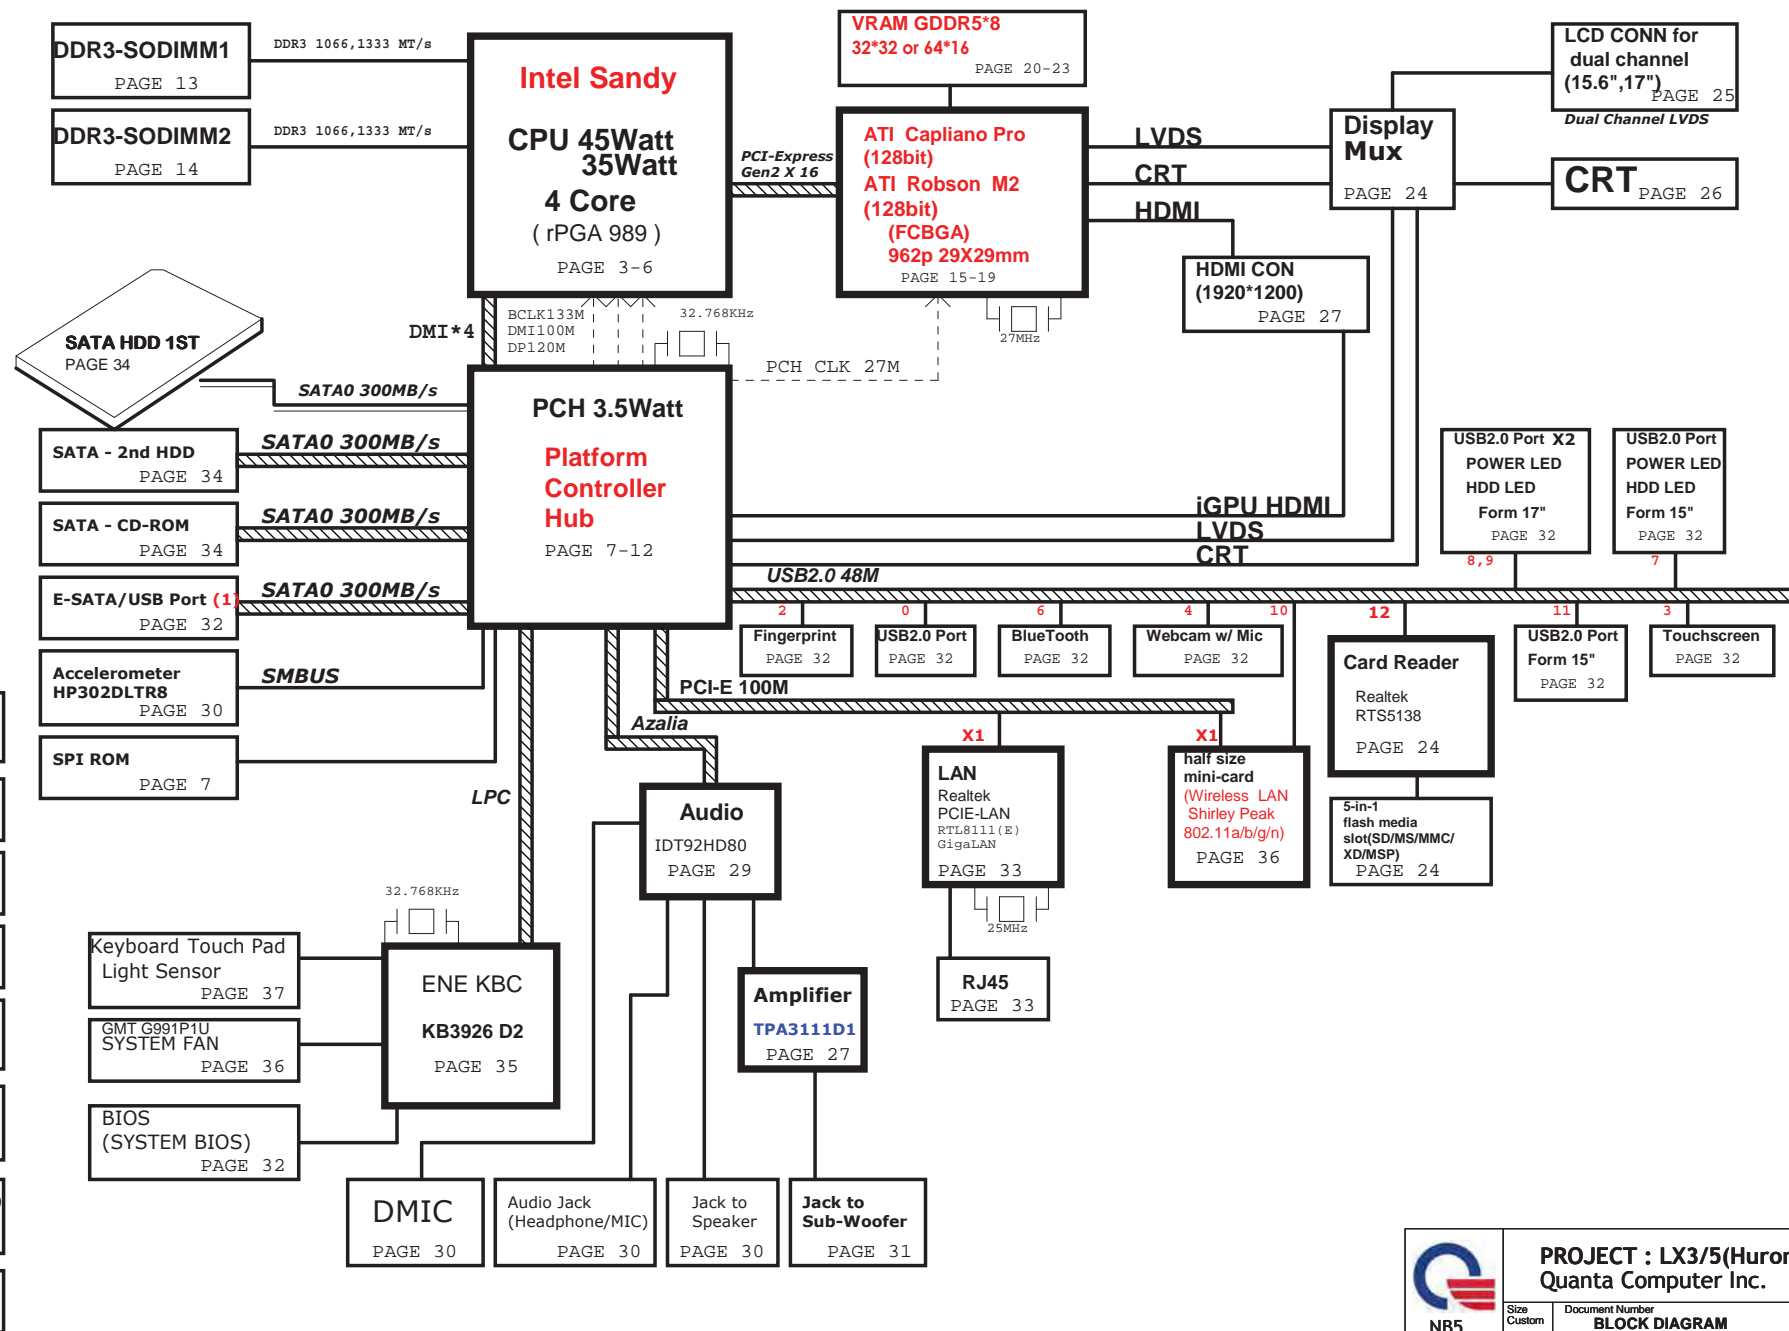 DDR3-SODIMM1
PAGE 13
DDR3 1066,1333 MT/s
DDR3-SODIMM2
PAGE 14
DDR3 1066,1333 MT/s
Intel Sandy
CPU 45Watt
35Watt
4 Core
( rPGA 989 )
PAGE 3-6
VRAM GDDR5*8
32*32 or 64*16
PAGE 20-23
PCI-Express
Gen2 X 16
ATI Capliano Pro
(128bit)
ATI Robson M2
(128bit)
(FCBGA)
962p 29X29mm
PAGE 15-19
LVDS
CRT
HDMI
Display
Mux
PAGE 24
LCD CONN for
dual channel
(15.6",17")
PAGE 25
Dual Channel LVDS
CRT
PAGE 26
HDMI CON
(1920*1200)
PAGE 27
27MHz
DMI*4
BCLK133M
DMI100M
DP120M
32.768KHz
PCH CLK 27M
SATA HDD 1ST
PAGE 34
SATA0 300MB/s
SATA - 2nd HDD
PAGE 34
SATA0 300MB/s
SATA - CD-ROM
PAGE 34
SATA0 300MB/s
E-SATA/USB Port (1)
PAGE 32
SATA0 300MB/s
Accelerometer
HP302DLTR8
PAGE 30
SMBUS
SPI ROM
PAGE 7
PCH 3.5Watt
Platform
Controller
Hub
PAGE 7-12
iGPU HDMI
LVDS
CRT
USB2.0 48M
USB2.0 Port X2
POWER LED
HDD LED
Form 17"
PAGE 32
8,9
USB2.0 Port
POWER LED
HDD LED
Form 15"
PAGE 32
7
2
Fingerprint
PAGE 32
0
USB2.0 Port
PAGE 32
6
BlueTooth
PAGE 32
4
Webcam w/ Mic
PAGE 32
10
12
Card Reader
Realtek
RTS5138
PAGE 24
11
USB2.0 Port
Form 15"
PAGE 32
3
Touchscreen
PAGE 32
PCI-E 100M
Azalia
LPC
X1
LAN
Realtek
PCIE-LAN
RTL8111(E)
GigaLAN
PAGE 33
25MHz
RJ45
PAGE 33
X1
half size
mini-card
(Wireless LAN
Shirley Peak
802.11a/b/g/n)
PAGE 36
5-in-1
flash media
slot(SD/MS/MMC/
XD/MSP)
PAGE 24
Audio
IDT92HD80
PAGE 29
32.768KHz
Keyboard Touch Pad
Light Sensor
PAGE 37
GMT G991P1U
SYSTEM FAN
PAGE 36
BIOS
(SYSTEM BIOS)
PAGE 32
ENE KBC
KB3926 D2
PAGE 35
Amplifier
TPA3111D1
PAGE 27
DMIC
PAGE 30
Audio Jack
(Headphone/MIC)
PAGE 30
Jack to
Speaker
PAGE 30
Jack to
Sub-Woofer
PAGE 31
PROJECT : LX3/5(Huron
Quanta Computer Inc.
NB5
Size
Custom
Document Number
BLOCK DIAGRAM